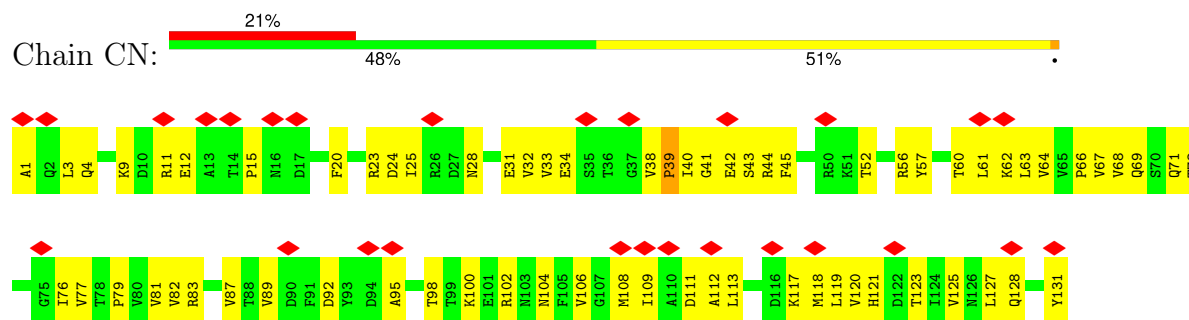 21%
Chain CN:
48% 51% •
A1 Q2 L3 Q4 K9 D10 R11 E12 A13 T14 P15 N16 D17 F20 R23 D24 I25 R26 D27 N28 E31 V32 V33 E34 S35 T36 G37 V38 P39 I40 G41 E42 S43 R44 F45 R50 K51 T52 R56 Y57 T60 L61 K62 L63 V64 V65 P66 V67 V68 Q69 S70 Q71
G75 I76 V77 T78 P79 V80 V81 V82 R83 V87 T88 V89 D90 F91 D92 Y93 D94 A95 T98 T99 K100 E101 R102 N103 N104 F105 V106 G107 M108 I109 A110 D111 A112 L113 D116 K117 M118 L119 V120 H121 D122 T123 I124 V125 N126 L127 Q128 Y131